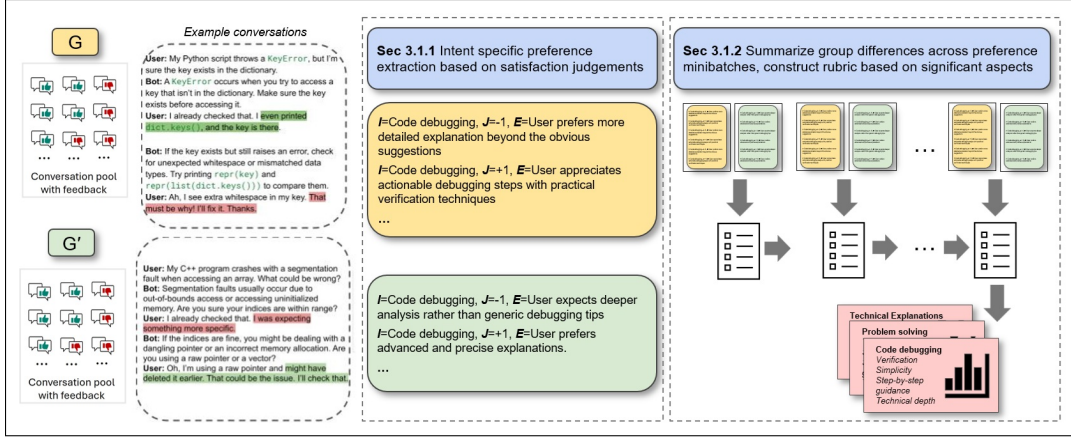 G
Conversation pool
with feedback
G′
Conversation pool
with feedback
Example conversations
User: My Python script throws a KeyError, but I'm
sure the key exists in the dictionary.
Bot: A KeyError occurs when you try to access a
key that isn't in the dictionary. Make sure the key
exists before accessing it.
User: I already checked that. I even printed
dict.keys(), and the key is there.
...
Bot: If the key exists but still raises an error, check
for unexpected whitespace or mismatched data
types. Try printing repr(key) and
repr(list(dict.keys())) to compare them.
User: Ah, I see extra whitespace in my key. That
must be why! I'll fix it. Thanks.
...
User: My C++ program crashes with a segmentation
fault when accessing an array. What could be wrong?
Bot: Segmentation faults usually occur due to
out-of-bounds access or accessing uninitialized
memory. Are you sure your indices are within range?
User: I already checked that. I was expecting
something more specific.
Bot: If the indices are fine, you might be dealing with a
dangling pointer or an incorrect memory allocation. Are
you using a raw pointer or a vector?
User: Oh, I'm using a raw pointer and might have
deleted it earlier. That could be the issue. I'll check that.
Sec 3.1.1 Intent specific preference
extraction based on satisfaction judgements
I=Code debugging, J=-1, E=User prefers more
detailed explanation beyond the obvious
suggestions
I=Code debugging, J=+1, E=User appreciates
actionable debugging steps with practical
verification techniques
...
I=Code debugging, J=-1, E=User expects deeper
analysis rather than generic debugging tips
I=Code debugging, J=+1, E=User prefers
advanced and precise explanations.
...
Sec 3.1.2 Summarize group differences across preference
minibatches, construct rubric based on significant aspects
...
...
Technical Explanations
Problem solving
Code debugging
Verification
Simplicity
Step-by-step
guidance
Technical depth